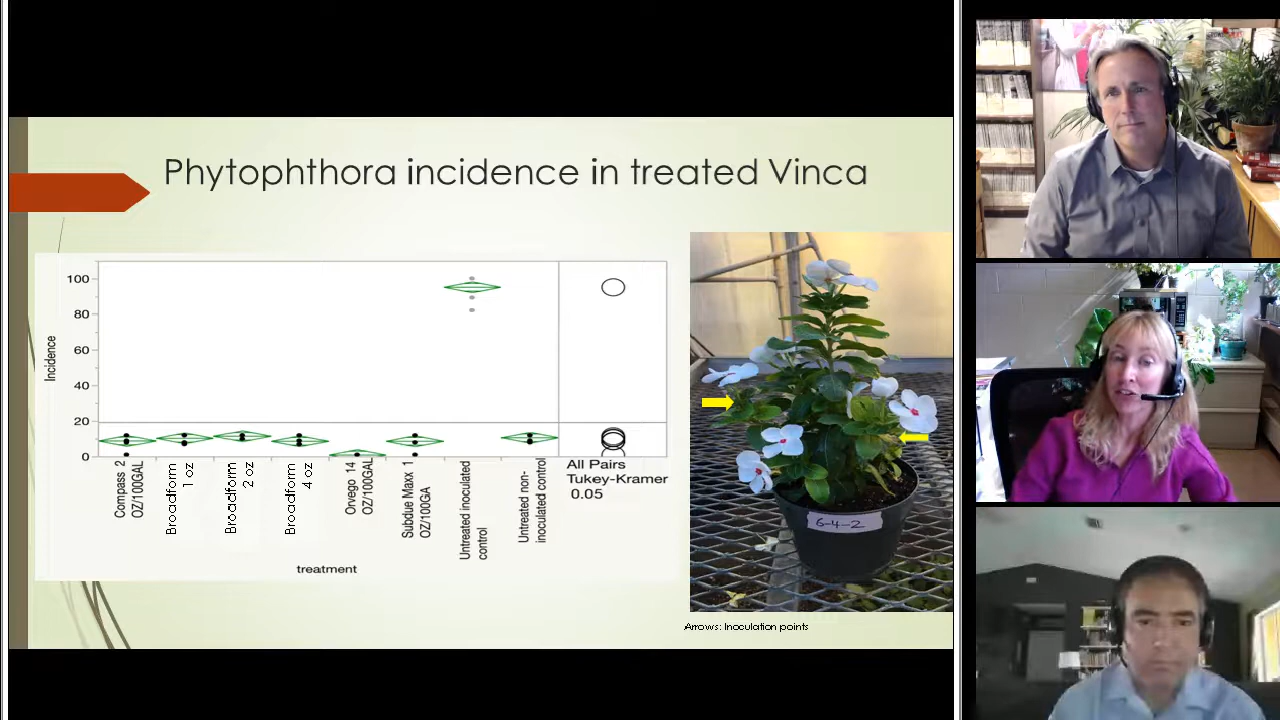 Phytophthora incidence in treated Vinca
Incidence
100
80
60
40
20
0
Compass 2
OZ/100GAL
Broadform
1 oz
Broadform
2 oz
Broadform
4 oz
Orvego 14
OZ/100GAL
Subdue Maxx 1
OZ/100GiA
Untreated inoculated
control
Untreated non-
inoculated control
All Pairs
Tukey-Kramer
0.05
treatment
6-4-2
Arrows: Inoculation points